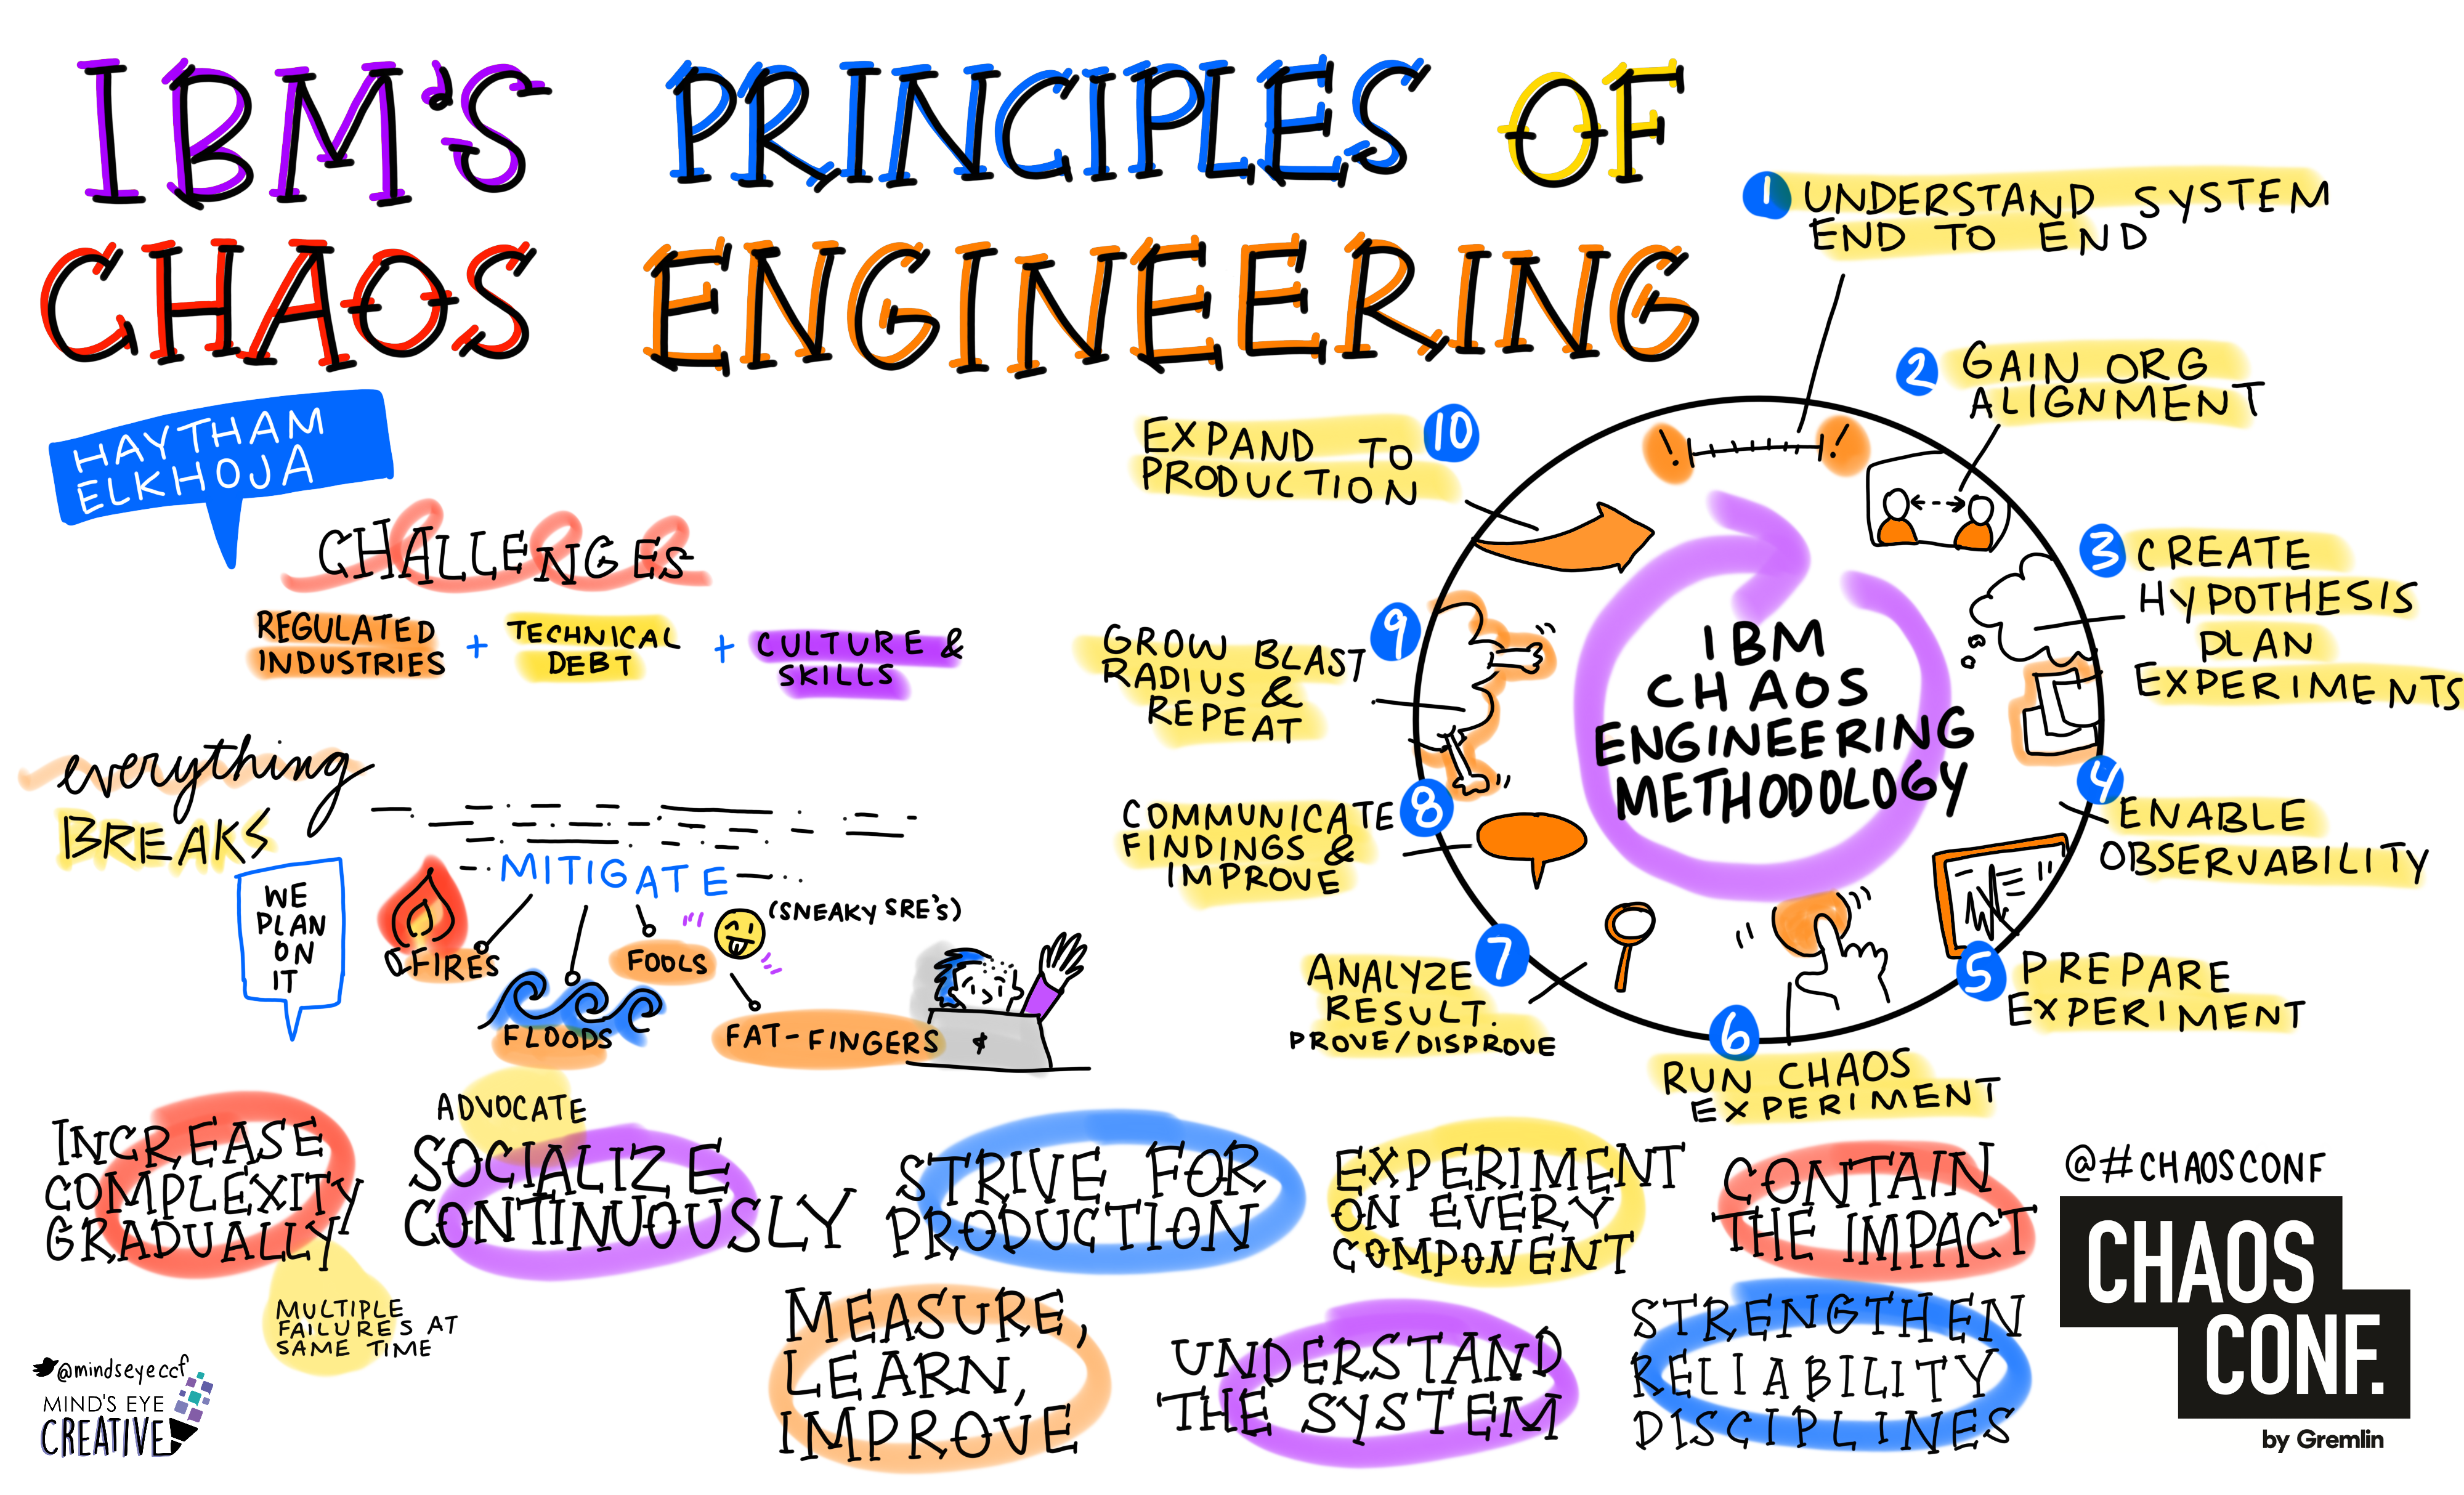 IBM'S PRINCIPLES OF
CHAOS ENGINEERING
HAYTHAM
ELKHOJA
CHALLENGES
REGULATED
INDUSTRIES
+
TECHNICAL
DEBT
+
CULTURE &
SKILLS
everything
BREAKS
WE
PLAN
ON
IT
MITIGATE
FIRES
FLOODS
FOOLS
(SNEAKY SRE'S)
FAT-FINGERS
IBM
CHAOS
ENGINEERING
METHODOLOGY
1 UNDERSTAND SYSTEM
END TO END
! !
2 GAIN ORG
ALIGNMENT
3 CREATE
HYPOTHESIS
PLAN
EXPERIMENTS
4 ENABLE
OBSERVABILITY
5 PREPARE
EXPERIMENT
6
RUN CHAOS
EXPERIMENT
7
ANALYZE
RESULT.
PROVE/DISPROVE
8
COMMUNICATE
FINDINGS &
IMPROVE
9
GROW BLAST
RADIUS &
REPEAT
10
EXPAND TO
PRODUCTION
INCREASE
COMPLEXITY
GRADUALLY
MULTIPLE
FAILURES AT
SAME TIME
ADVOCATE
SOCIALIZE
CONTINUOUSLY
STRIVE FOR
PRODUCTION
EXPERIMENT
ON EVERY
COMPONENT
CONTAIN
THE IMPACT
MEASURE,
LEARN,
IMPROVE
UNDERSTAND
THE SYSTEM
STRENGTHEN
RELIABILITY
DISCIPLINES
@#CHAOSCONF
CHAOS
CONF.
by Gremlin
@mindseyeccf
MIND'S EYE
CREATIVE